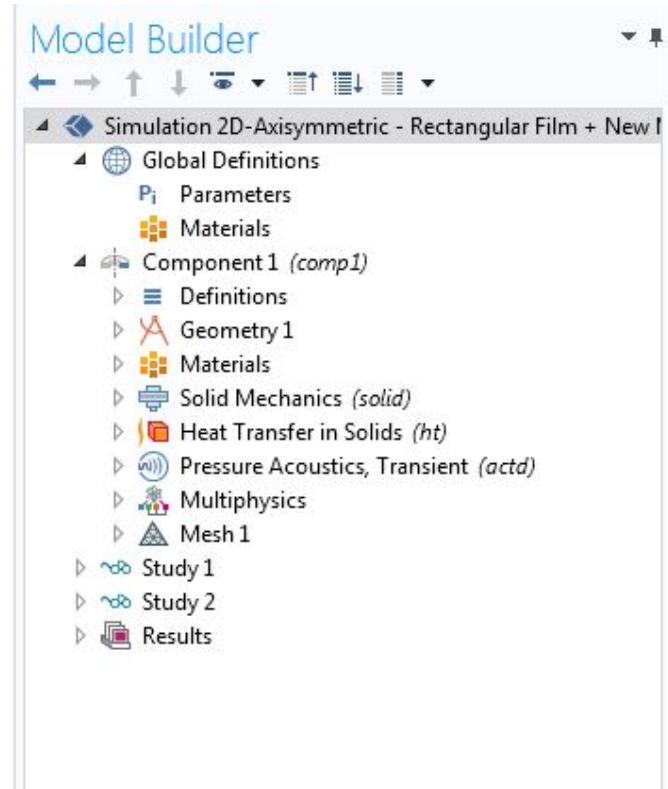 Model Builder
Simulation 2D-Axisymmetric - Rectangular Film + New
Global Definitions
Pi Parameters
Materials
Component 1 (comp1)
Definitions
Geometry 1
Materials
Solid Mechanics (solid)
Heat Transfer in Solids (ht)
Pressure Acoustics, Transient (actd)
Multiphysics
Mesh 1
Study 1
Study 2
Results